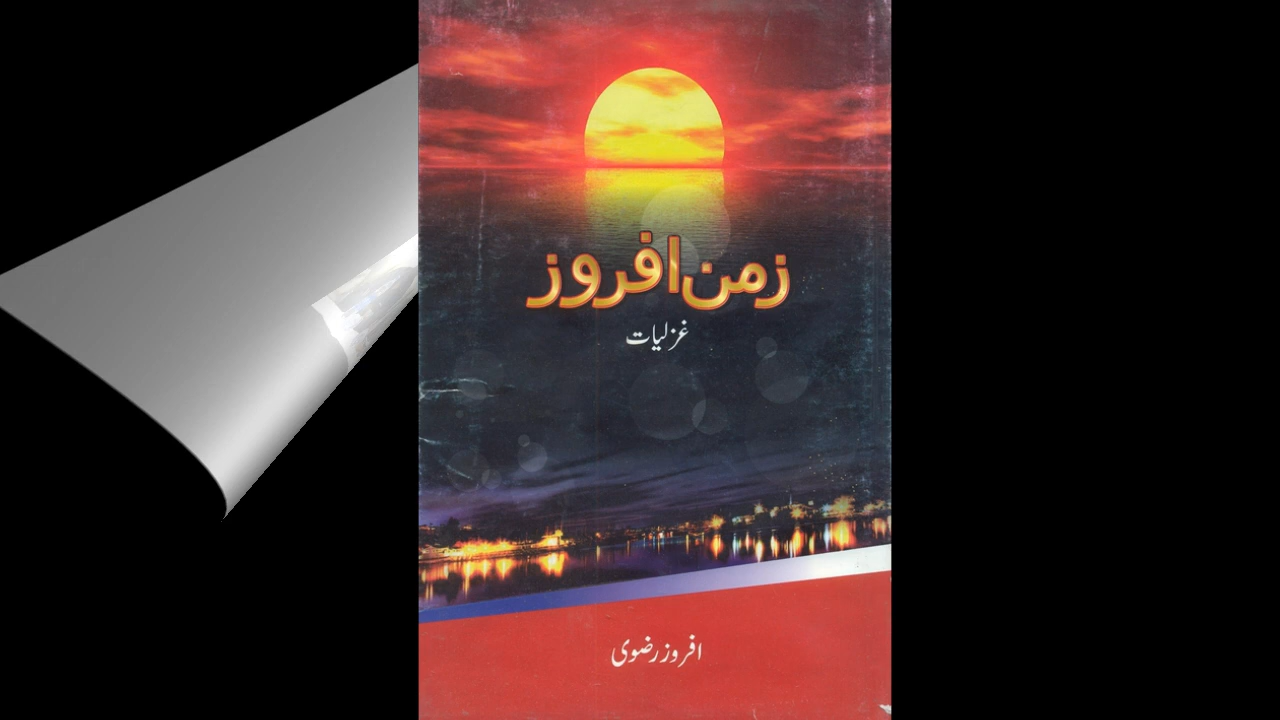 زمن افروز
غزلیات
افروز رضوی